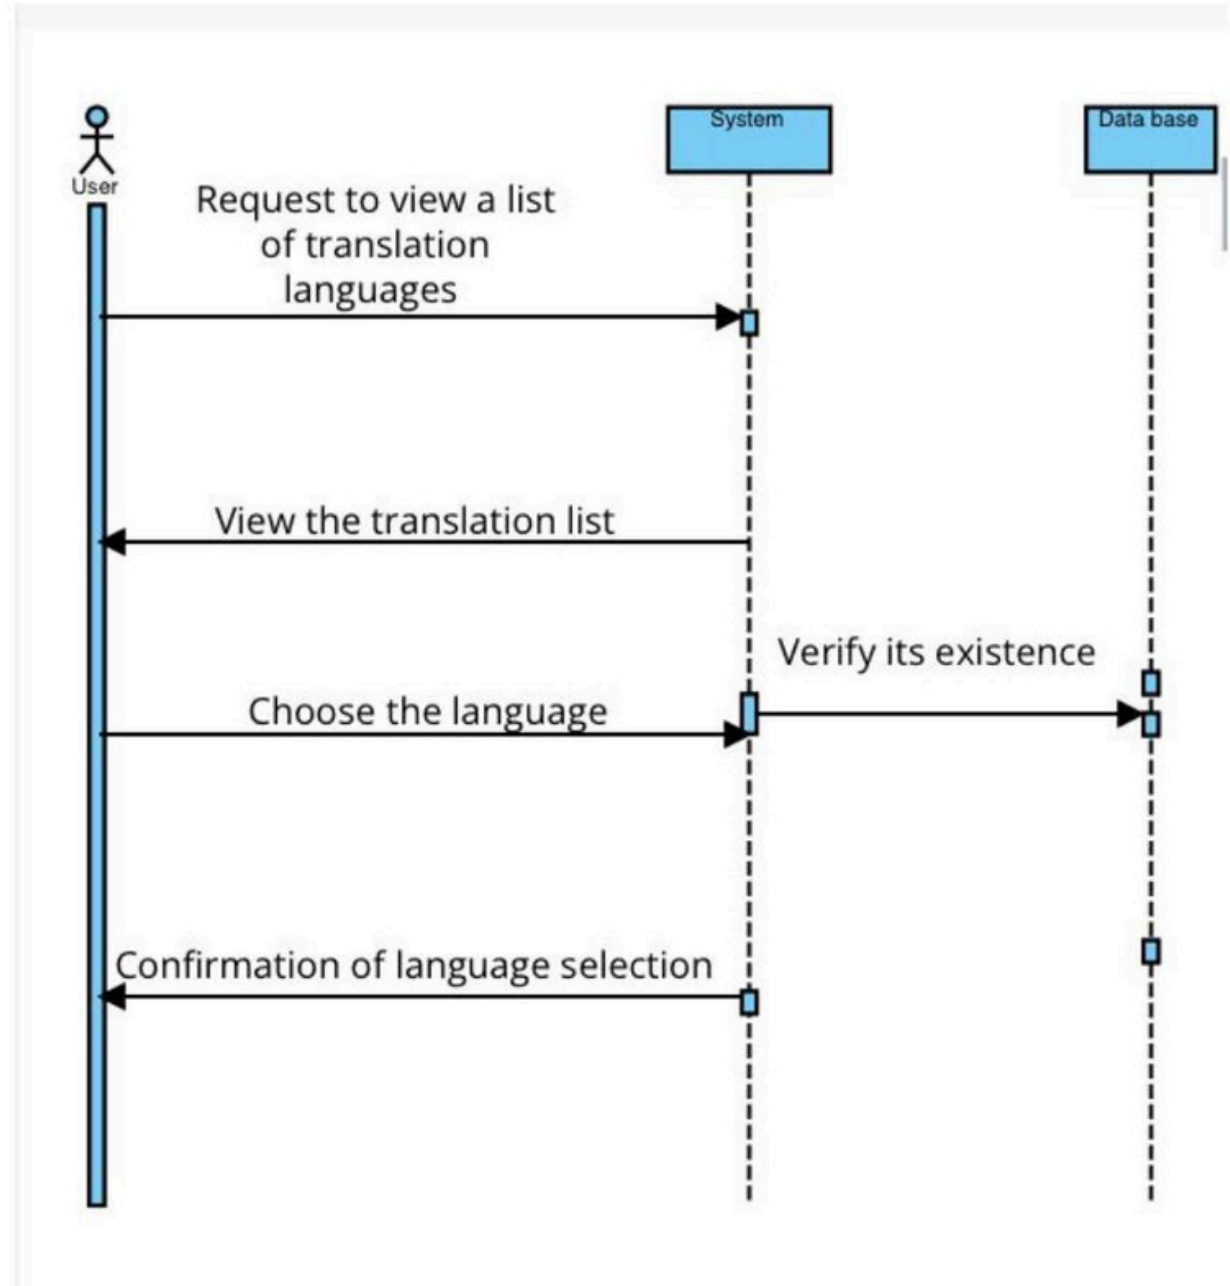 System
Data base
User
Request to view a list
of translation
languages
View the translation list
Verify its existence
Choose the language
Confirmation of language selection